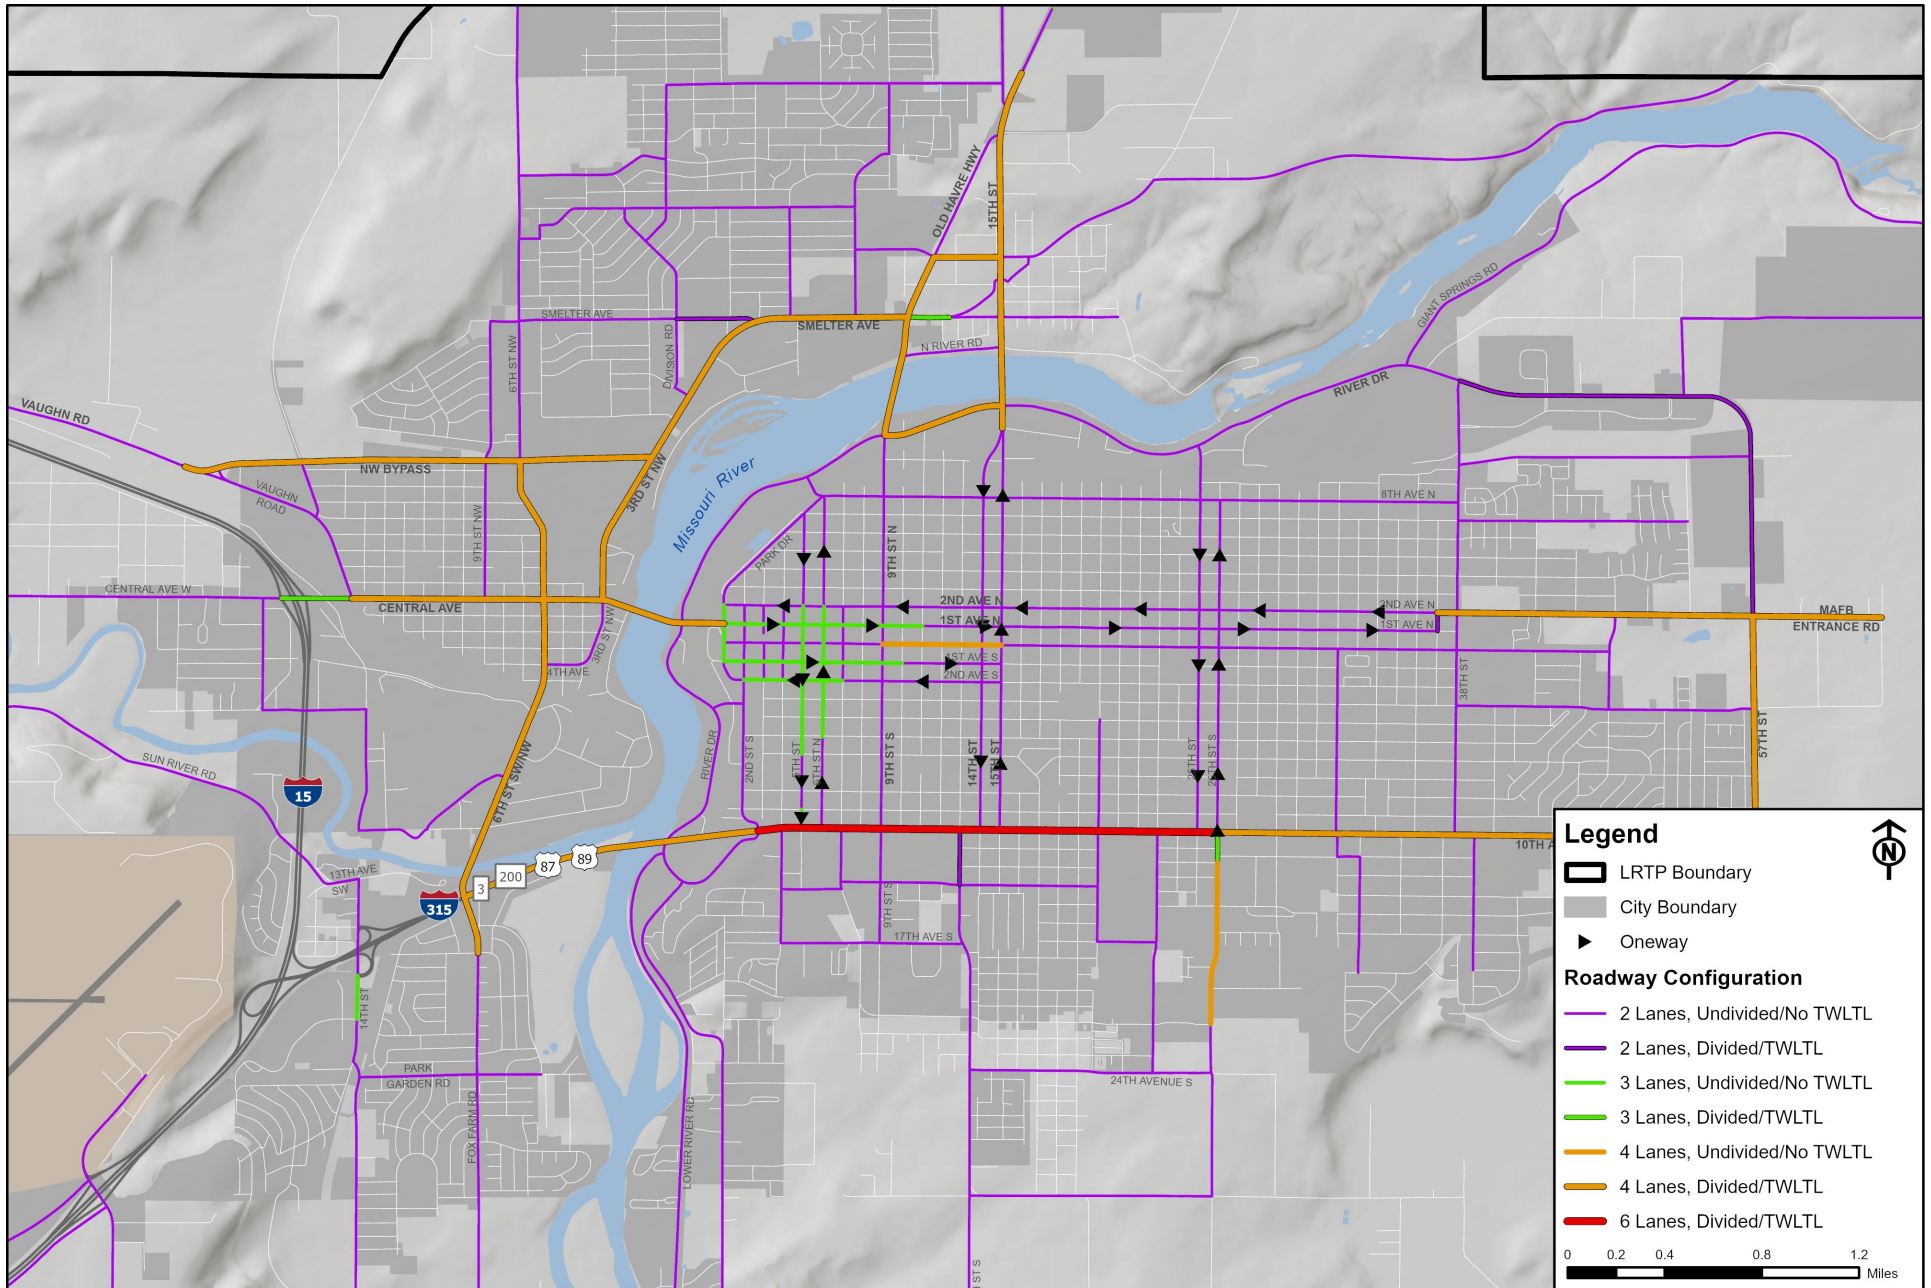 OLD HAVRE HWY
15TH ST
SMELTER AVE
SMELTER AVE
DIVISION RD
6TH ST NW
N RIVER RD
GIANT SPRINGS RD
RIVER DR
VAUGHN RD
NW BYPASS
VAUGHN
ROAD
3RD ST NW
Missouri River
9TH ST NW
8TH AVE N
PARK DR
9TH ST N
CENTRAL AVE W
CENTRAL AVE
2ND AVE N
2ND AVE N
1ST AVE N
1ST AVE N
MAFB
ENTRANCE RD
3RD ST NW
4TH AVE
1ST AVE S
2ND AVE S
38TH ST
57TH ST
SUN RIVER RD
15
6TH ST SW/NW
RIVER DR
2ND ST S
5TH ST
6TH ST N
9TH ST S
14TH ST
15TH ST
25TH ST
10TH A
87
89
200
3
315
13TH AVE
SW
9TH ST S
17TH AVE S
14TH ST
PARK
GARDEN RD
FOX FARM RD
LOWER RIVER RD
24TH AVENUE S
H ST S
Legend
N
LRTP Boundary
City Boundary
Oneway
Roadway Configuration
2 Lanes, Undivided/No TWLTL
2 Lanes, Divided/TWLTL
3 Lanes, Undivided/No TWLTL
3 Lanes, Divided/TWLTL
4 Lanes, Undivided/No TWLTL
4 Lanes, Divided/TWLTL
6 Lanes, Divided/TWLTL
0 0.2 0.4 0.8 1.2
Miles